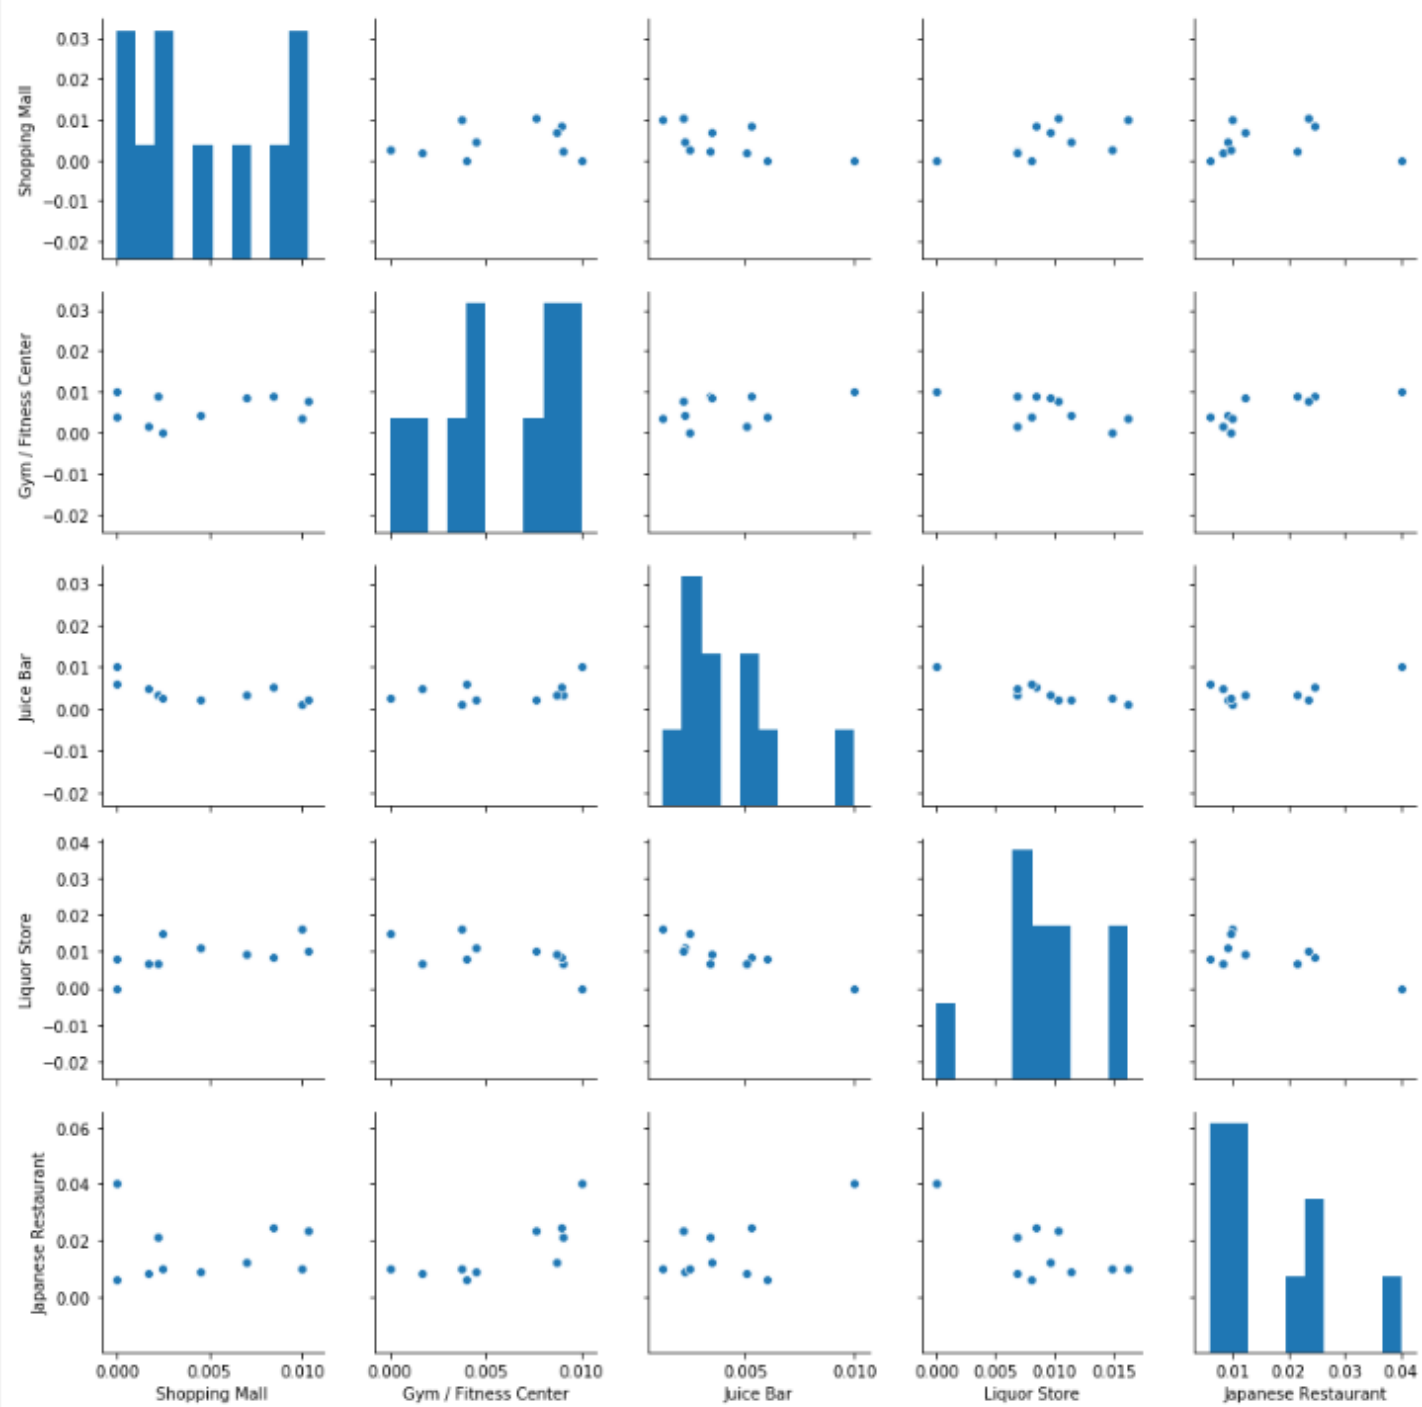 Shopping Mall
0.03
0.02
0.01
0.00
−0.01
−0.02
Gym / Fitness Center
0.03
0.02
0.01
0.00
−0.01
−0.02
Juice Bar
0.03
0.02
0.01
0.00
−0.01
−0.02
Liquor Store
0.04
0.03
0.02
0.01
0.00
−0.01
−0.02
Japanese Restaurant
0.06
0.04
0.02
0.00
0.000 0.005 0.010
Shopping Mall
0.000 0.005 0.010
Gym / Fitness Center
0.005 0.010
Juice Bar
0.000 0.005 0.010 0.015
Liquor Store
0.01 0.02 0.03 0.04
Japanese Restaurant